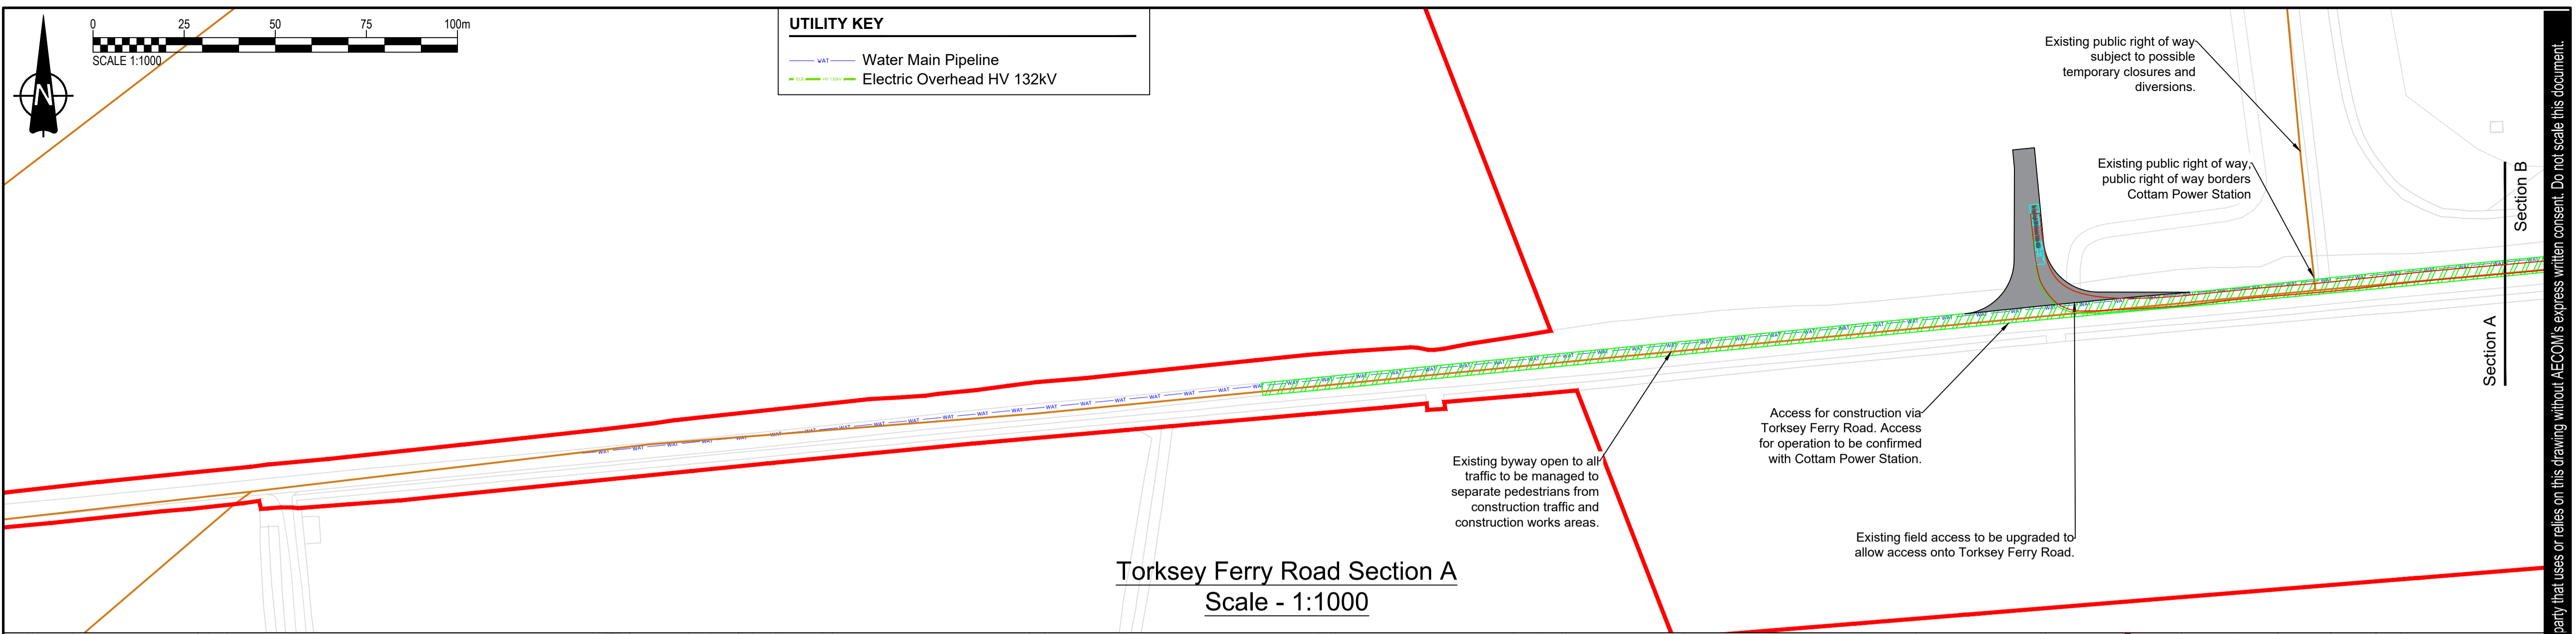 0 25 50 75 100m
SCALE 1:1000
N
UTILITY KEY
WAT Water Main Pipeline
Electric Overhead HV 132kV
Existing public right of way
subject to possible
temporary closures and
diversions.
Existing public right of way,
public right of way borders
Cottam Power Station
Section B
Section A
Access for construction via
Torksey Ferry Road. Access
for operation to be confirmed
with Cottam Power Station.
Existing byway open to all
traffic to be managed to
separate pedestrians from
construction traffic and
construction works areas.
Existing field access to be upgraded to
allow access onto Torksey Ferry Road.
Torksey Ferry Road Section A
Scale - 1:1000
party that uses or relies on this drawing without AECOM's express written consent. Do not scale this document.